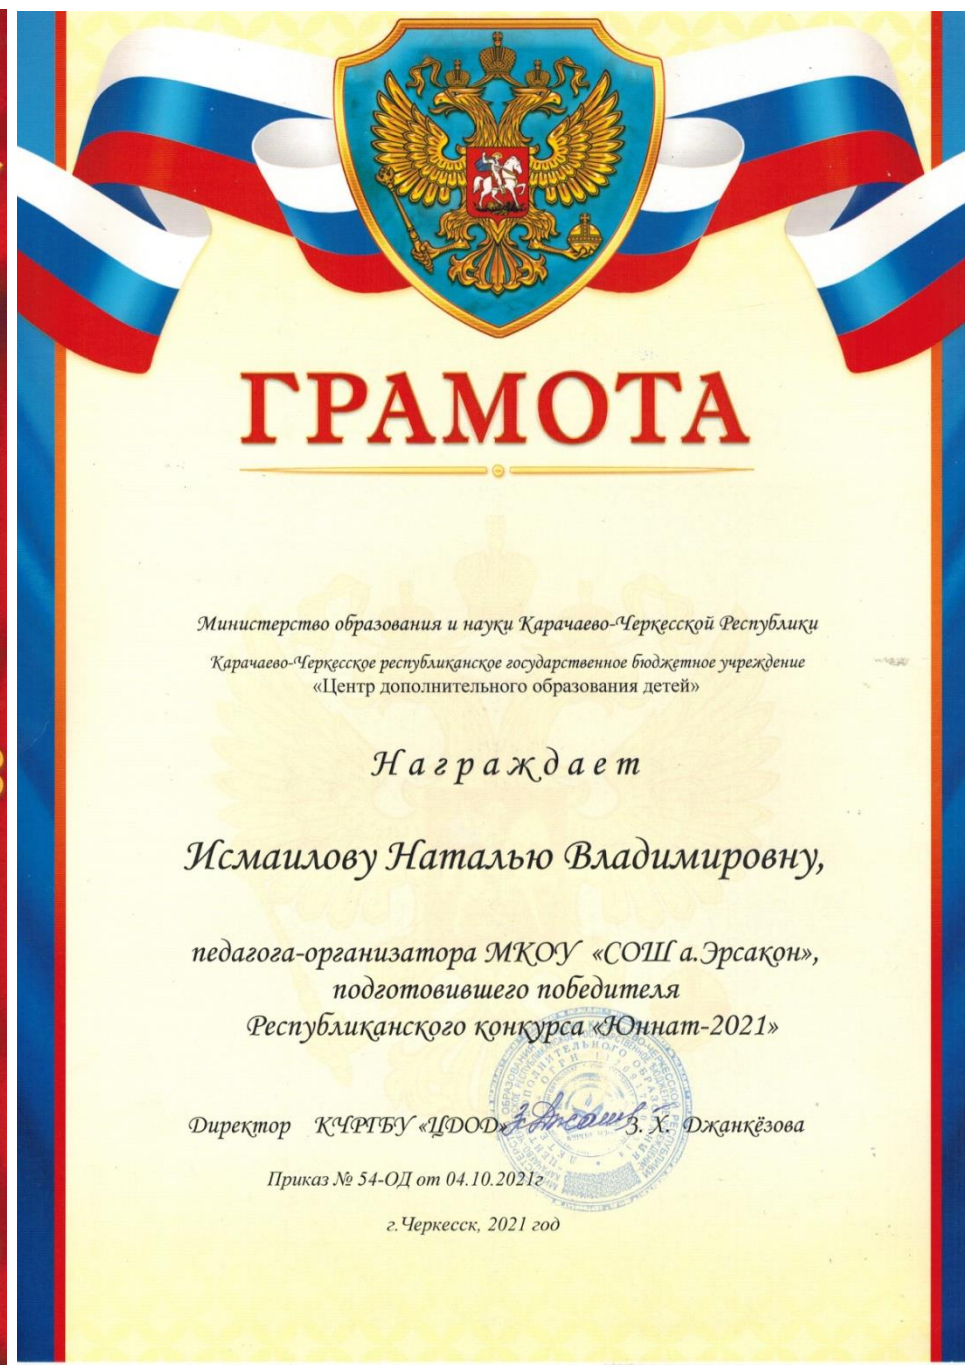 ГРАМОТА
Министерство образования и науки Карачаево-Черкесской Республики
Карачаево-Черкесское республиканское государственное бюджетное учреждение
«Центр дополнительного образования детей»
Награждает
Исмаилову Наталью Владимировну,
педагога-организатора МКОУ «СОШ а.Эрсакон»,
подготовившего победителя
Республиканского конкурса «Юннат-2021»
Директор КЧРГБУ «ЦДОД» З. Х. Джанкёзова
Приказ № 54-ОД от 04.10.2021г
г.Черкесск, 2021 год